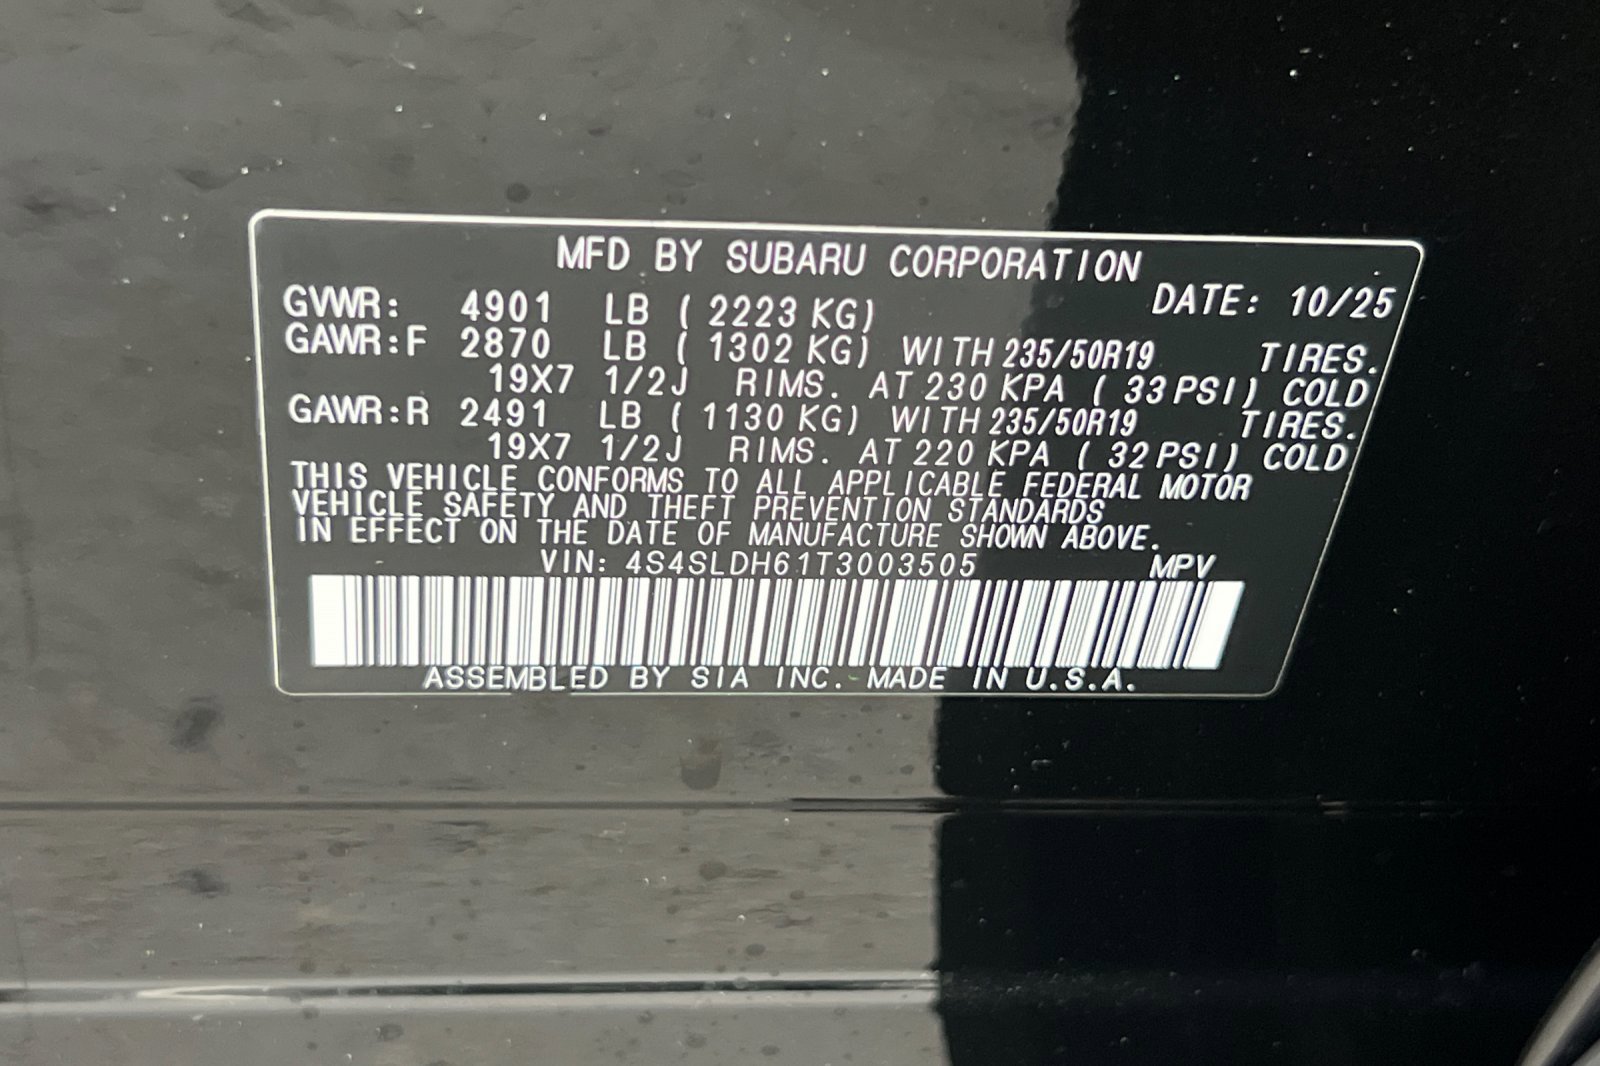 MFD BY SUBARU CORPORATION
DATE: 10/25
GVWR: 4901 LB ( 2223 KG)
GAWR:F 2870 LB ( 1302 KG) WITH 235/50R19 TIRES.
19X7 1/2J RIMS. AT 230 KPA ( 33 PSI) COLD
GAWR:R 2491 LB ( 1130 KG) WITH 235/50R19 TIRES.
19X7 1/2J RIMS. AT 220 KPA ( 32 PSI) COLD
THIS VEHICLE CONFORMS TO ALL APPLICABLE FEDERAL MOTOR
VEHICLE SAFETY AND THEFT PREVENTION STANDARDS
IN EFFECT ON THE DATE OF MANUFACTURE SHOWN ABOVE.
VIN: 4S4SLDH61T3003505 MPV
ASSEMBLED BY SIA INC. MADE IN U.S.A.